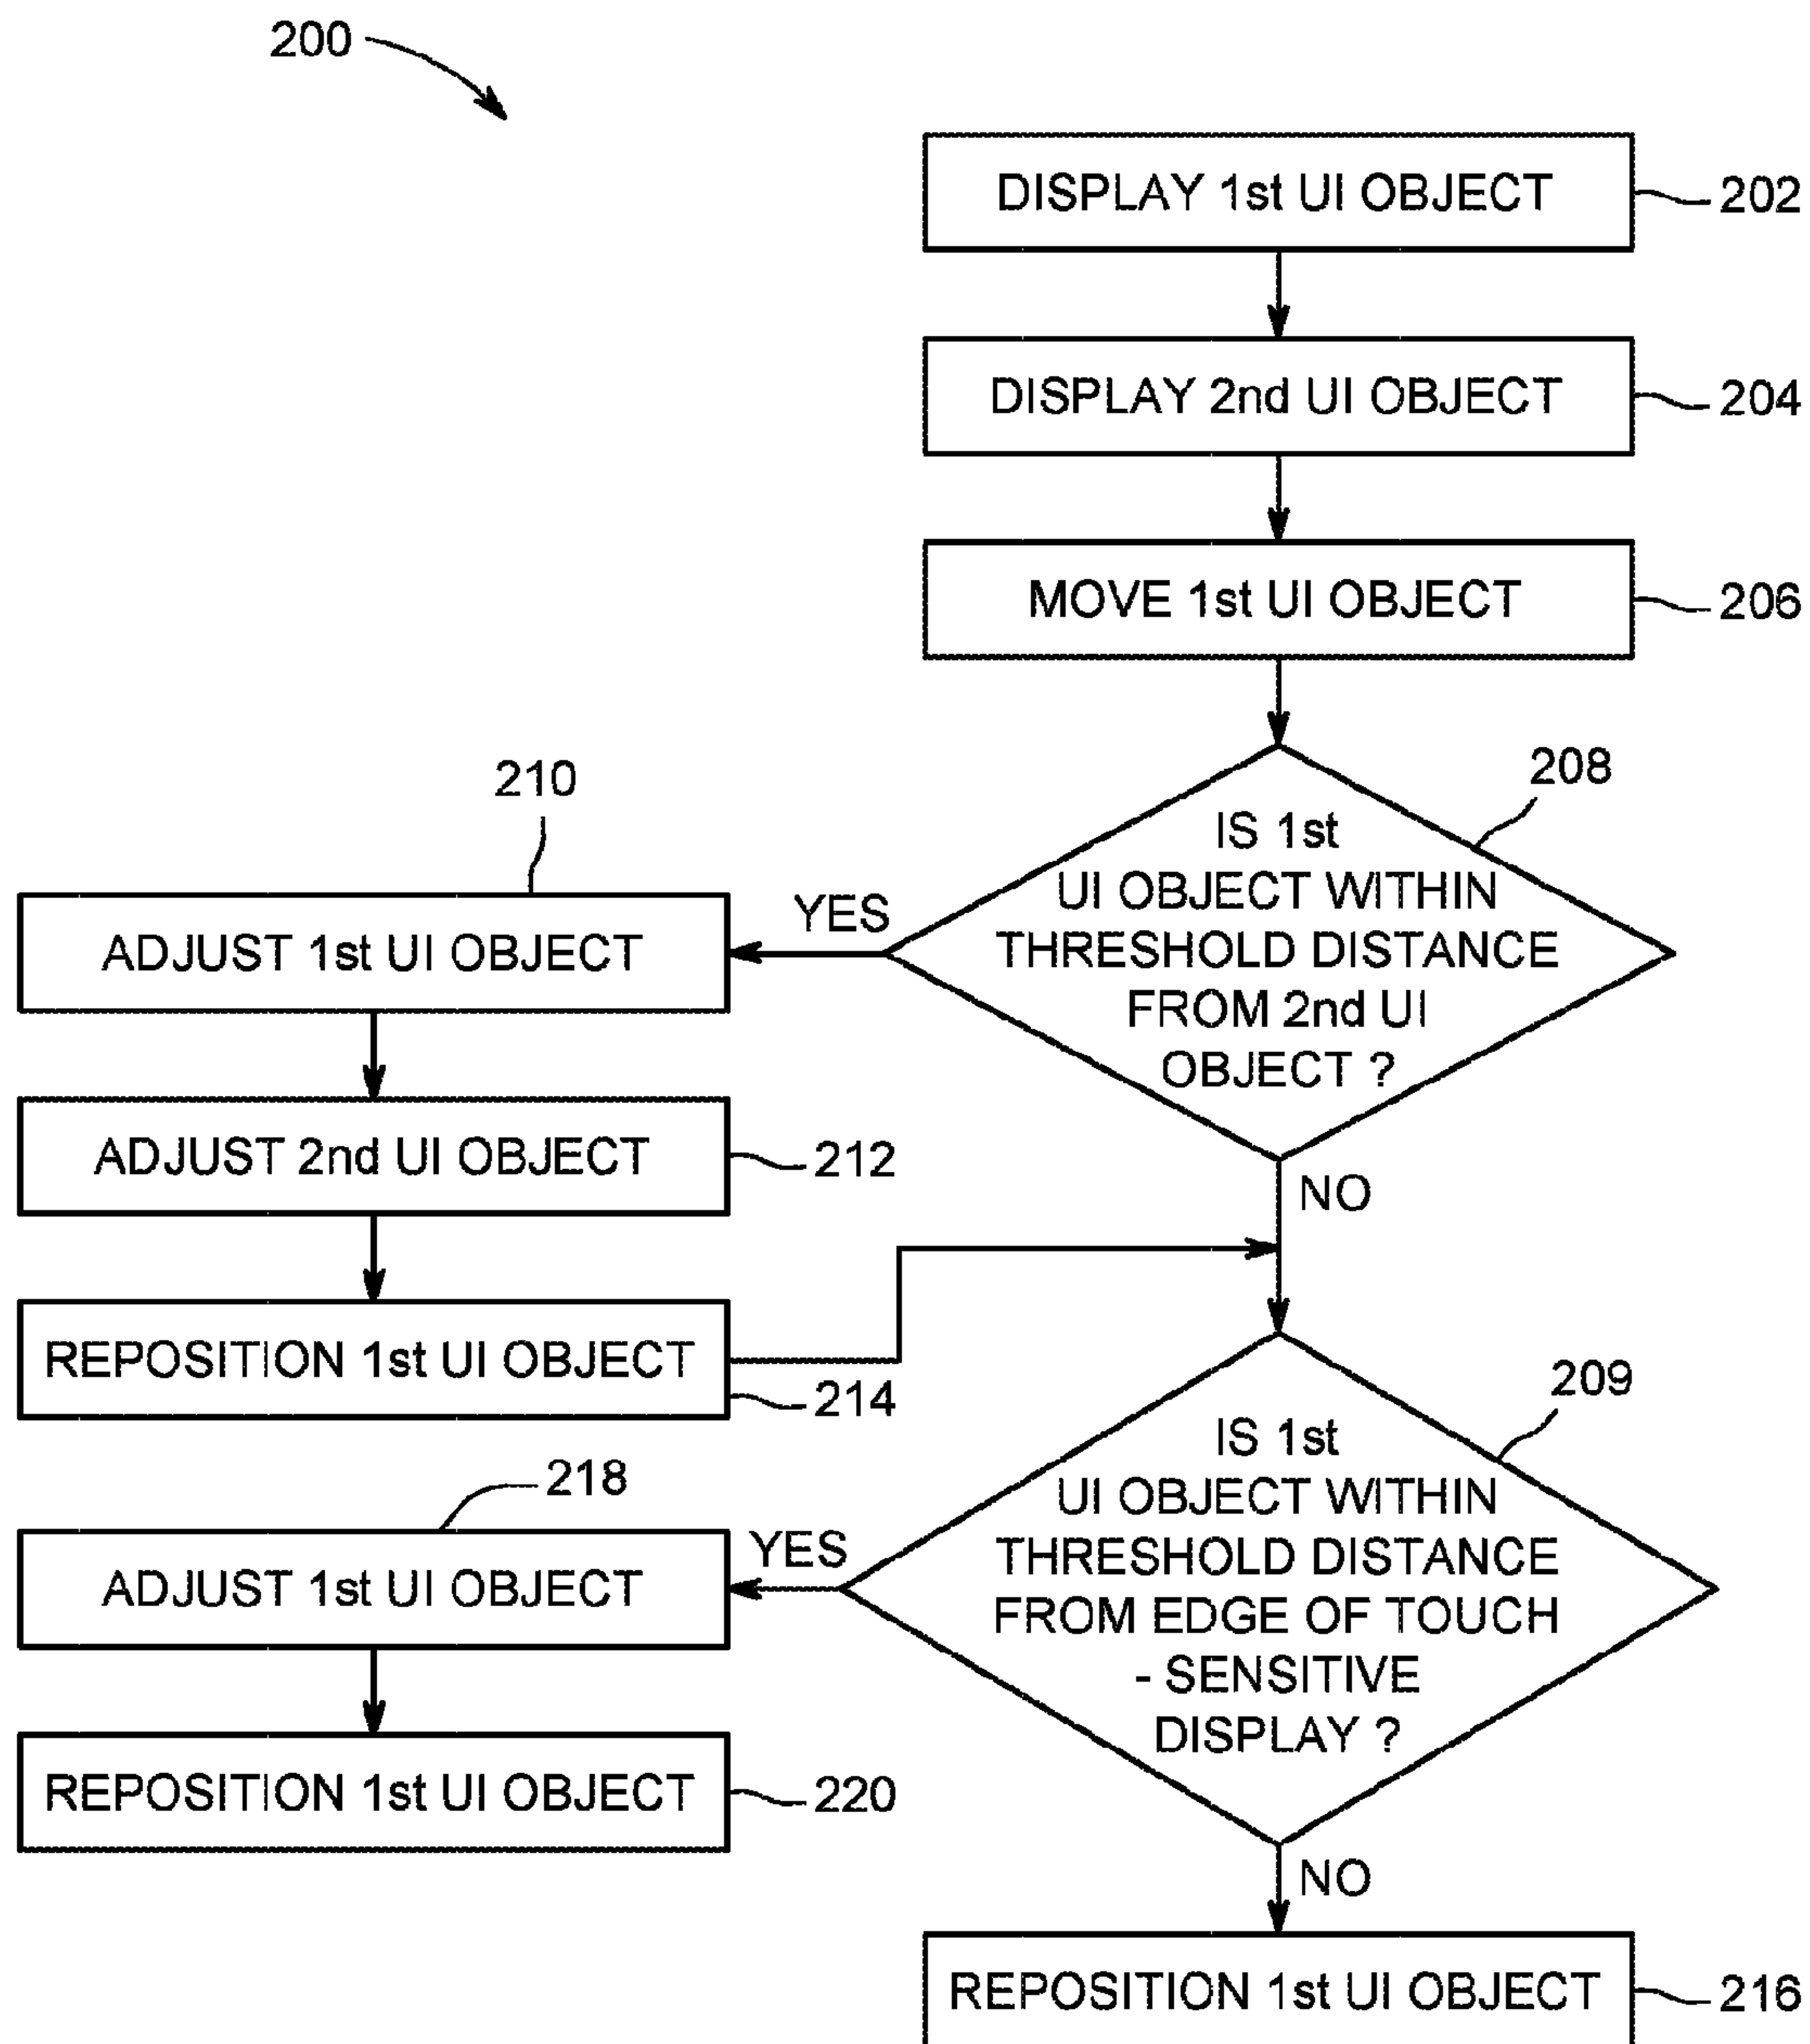 200
DISPLAY 1st UI OBJECT
202
DISPLAY 2nd UI OBJECT
204
MOVE 1st UI OBJECT
206
208
IS 1st
UI OBJECT WITHIN
THRESHOLD DISTANCE
FROM 2nd UI
OBJECT ?
YES
210
ADJUST 1st UI OBJECT
ADJUST 2nd UI OBJECT
212
REPOSITION 1st UI OBJECT
214
NO
209
IS 1st
UI OBJECT WITHIN
THRESHOLD DISTANCE
FROM EDGE OF TOUCH
- SENSITIVE
DISPLAY ?
YES
218
ADJUST 1st UI OBJECT
REPOSITION 1st UI OBJECT
220
NO
REPOSITION 1st UI OBJECT
216